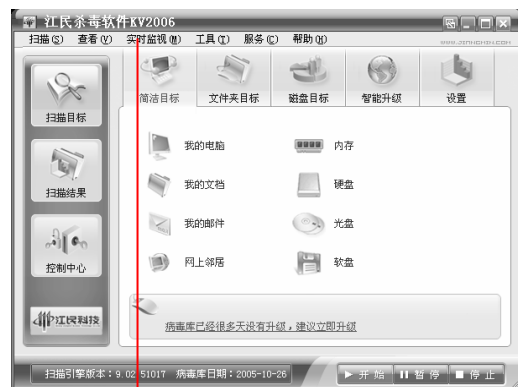 江民杀毒软件KV2006
扫描(S) 查看(V) 实时监视(M) 工具(T) 服务(C) 帮助(H)
www.JIANGMIN.COM
简洁目标 文件夹目标 磁盘目标 智能升级 设置
扫描目标
扫描结果
控制中心
江民科技
我的电脑 内存
我的文档 硬盘
我的邮件 光盘
网上邻居 软盘
病毒库已经很多天没有升级，建议立即升级
扫描引擎版本：9.02 51017 病毒库日期：2005-10-26
开始 暂停 停止